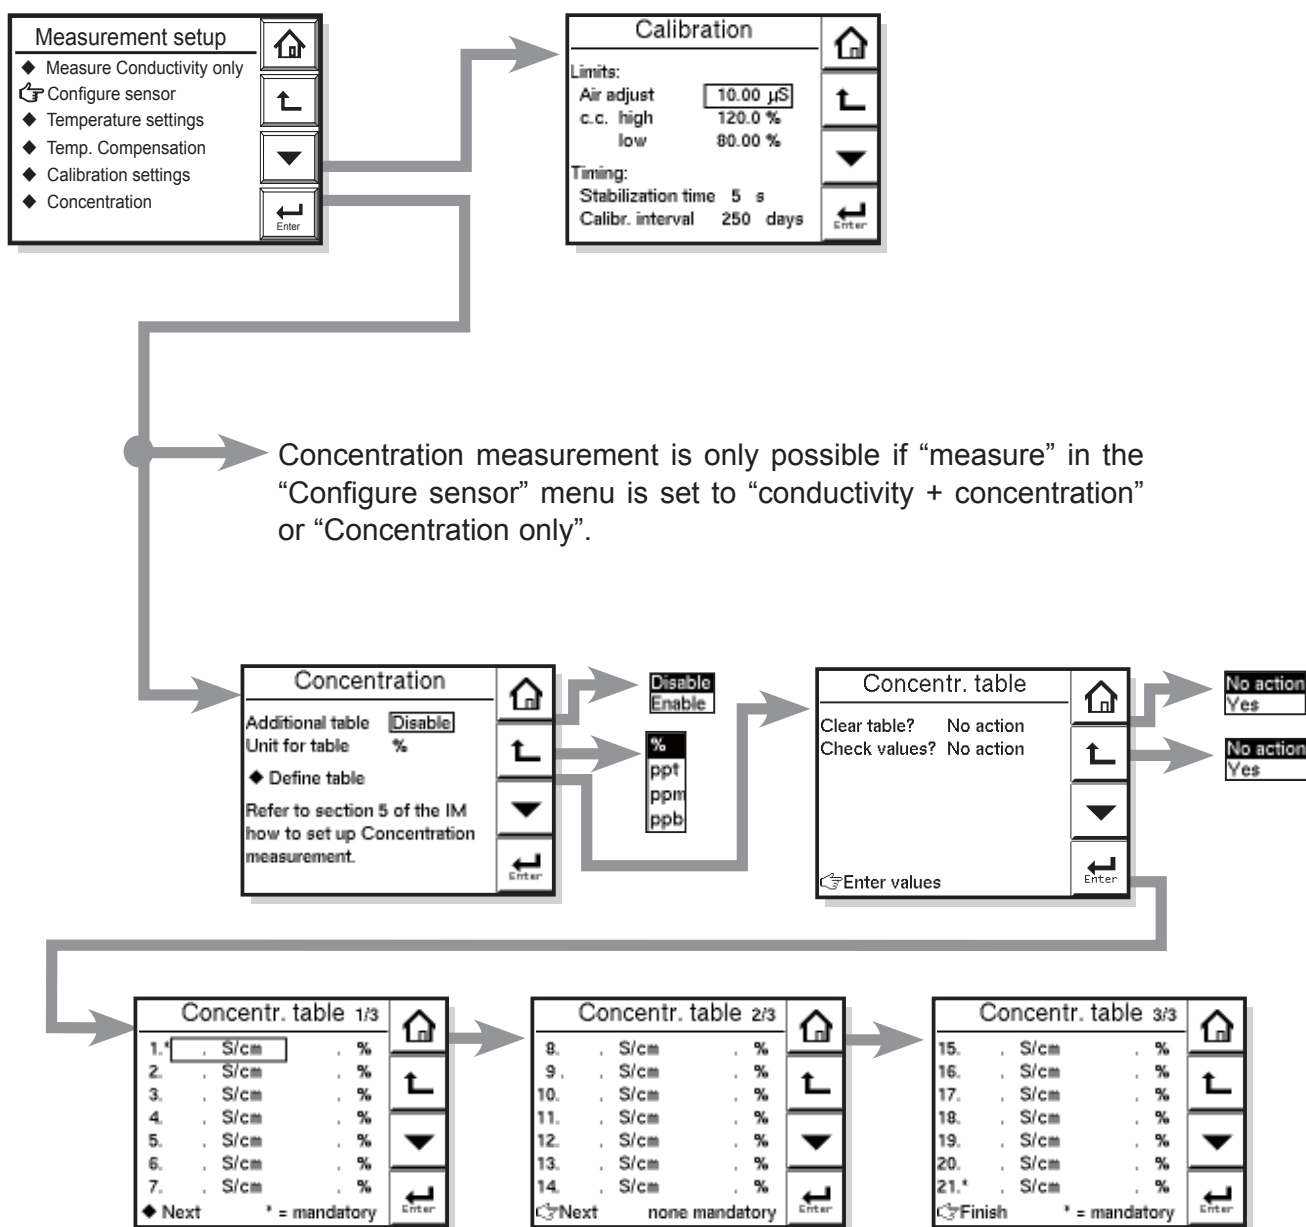 Measurement setup
◆ Measure Conductivity only
Configure sensor
◆ Temperature settings
◆ Temp. Compensation
◆ Calibration settings
◆ Concentration
Enter
Calibration
Limits:
Air adjust 10.00 µS
c.c. high 120.0 %
low 80.00 %
Timing:
Stabilization time 5 s
Calibr. interval 250 days
Enter
Concentration measurement is only possible if “measure” in the
“Configure sensor” menu is set to “conductivity + concentration”
or “Concentration only”.
Concentration
Additional table Disable
Unit for table %
◆ Define table
Refer to section 5 of the IM
how to set up Concentration
measurement.
Enter
Disable
Enable
%
ppt
ppm
ppb
Concentr. table
Clear table? No action
Check values? No action
Enter values
Enter
No action
Yes
No action
Yes
Concentr. table 1/3
1.* . S/cm . %
2. . S/cm . %
3. . S/cm . %
4. . S/cm . %
5. . S/cm . %
6. . S/cm . %
7. . S/cm . %
◆ Next * = mandatory
Enter
Concentr. table 2/3
8. . S/cm . %
9. . S/cm . %
10. . S/cm . %
11. . S/cm . %
12. . S/cm . %
13. . S/cm . %
14. . S/cm . %
Next none mandatory
Enter
Concentr. table 3/3
15. . S/cm . %
16. . S/cm . %
17. . S/cm . %
18. . S/cm . %
19. . S/cm . %
20. . S/cm . %
21.* . S/cm . %
Finish * = mandatory
Enter